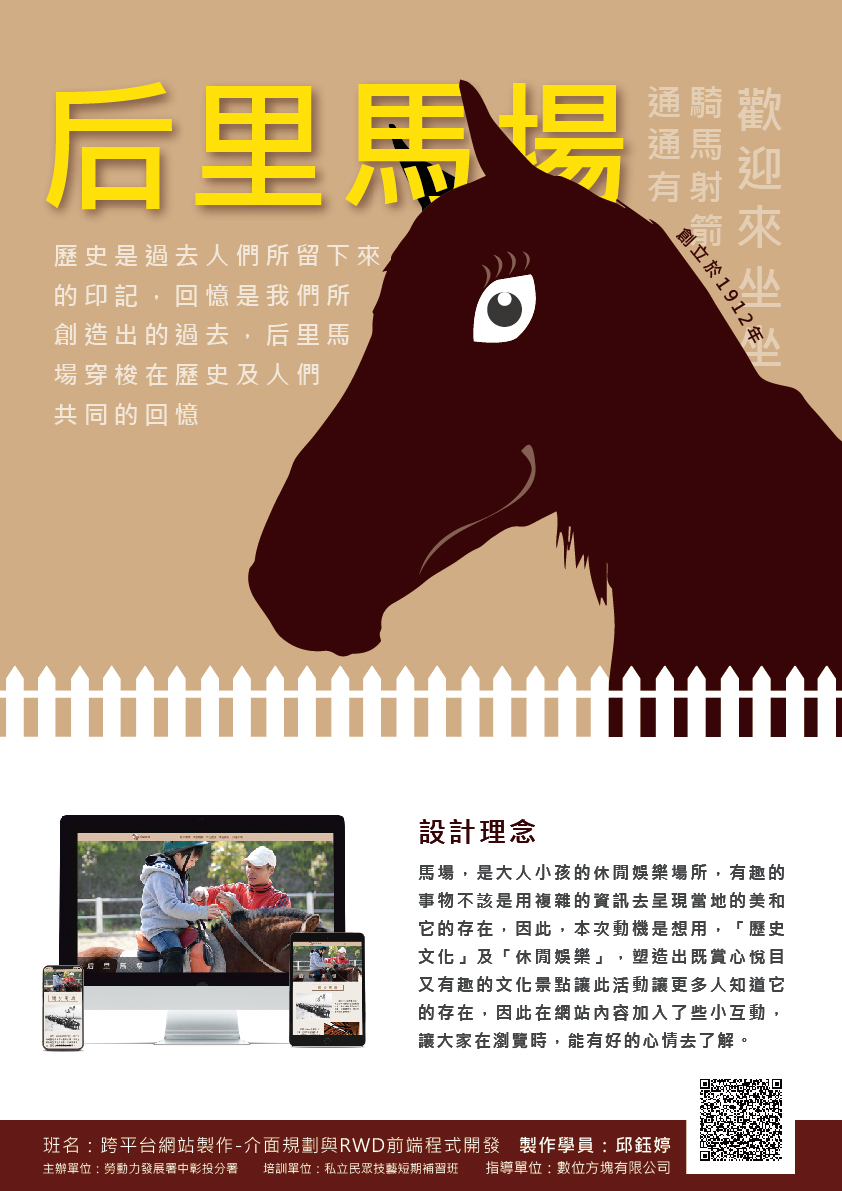 后里馬場
歡迎來坐坐
騎馬射箭
通通有
創立於1912年
歷史是過去人們所留下來
的印記，回憶是我們所
創造出的過去，后里馬
場穿梭在歷史及人們
共同的回憶
后里馬場
設計理念
馬場，是大人小孩的休閒娛樂場所，有趣的
事物不該是用複雜的資訊去呈現當地的美和
它的存在，因此，本次動機是想用，「歷史
文化」及「休閒娛樂」，塑造出既賞心悅目
又有趣的文化景點讓此活動讓更多人知道它
的存在，因此在網站內容加入了些小互動，
讓大家在瀏覽時，能有好的心情去了解。
班名：跨平台網站製作-介面規劃與RWD前端程式開發 製作學員：邱鈺婷
主辦單位：勞動力發展署中彰投分署 培訓單位：私立民眾技藝短期補習班 指導單位：數位方塊有限公司